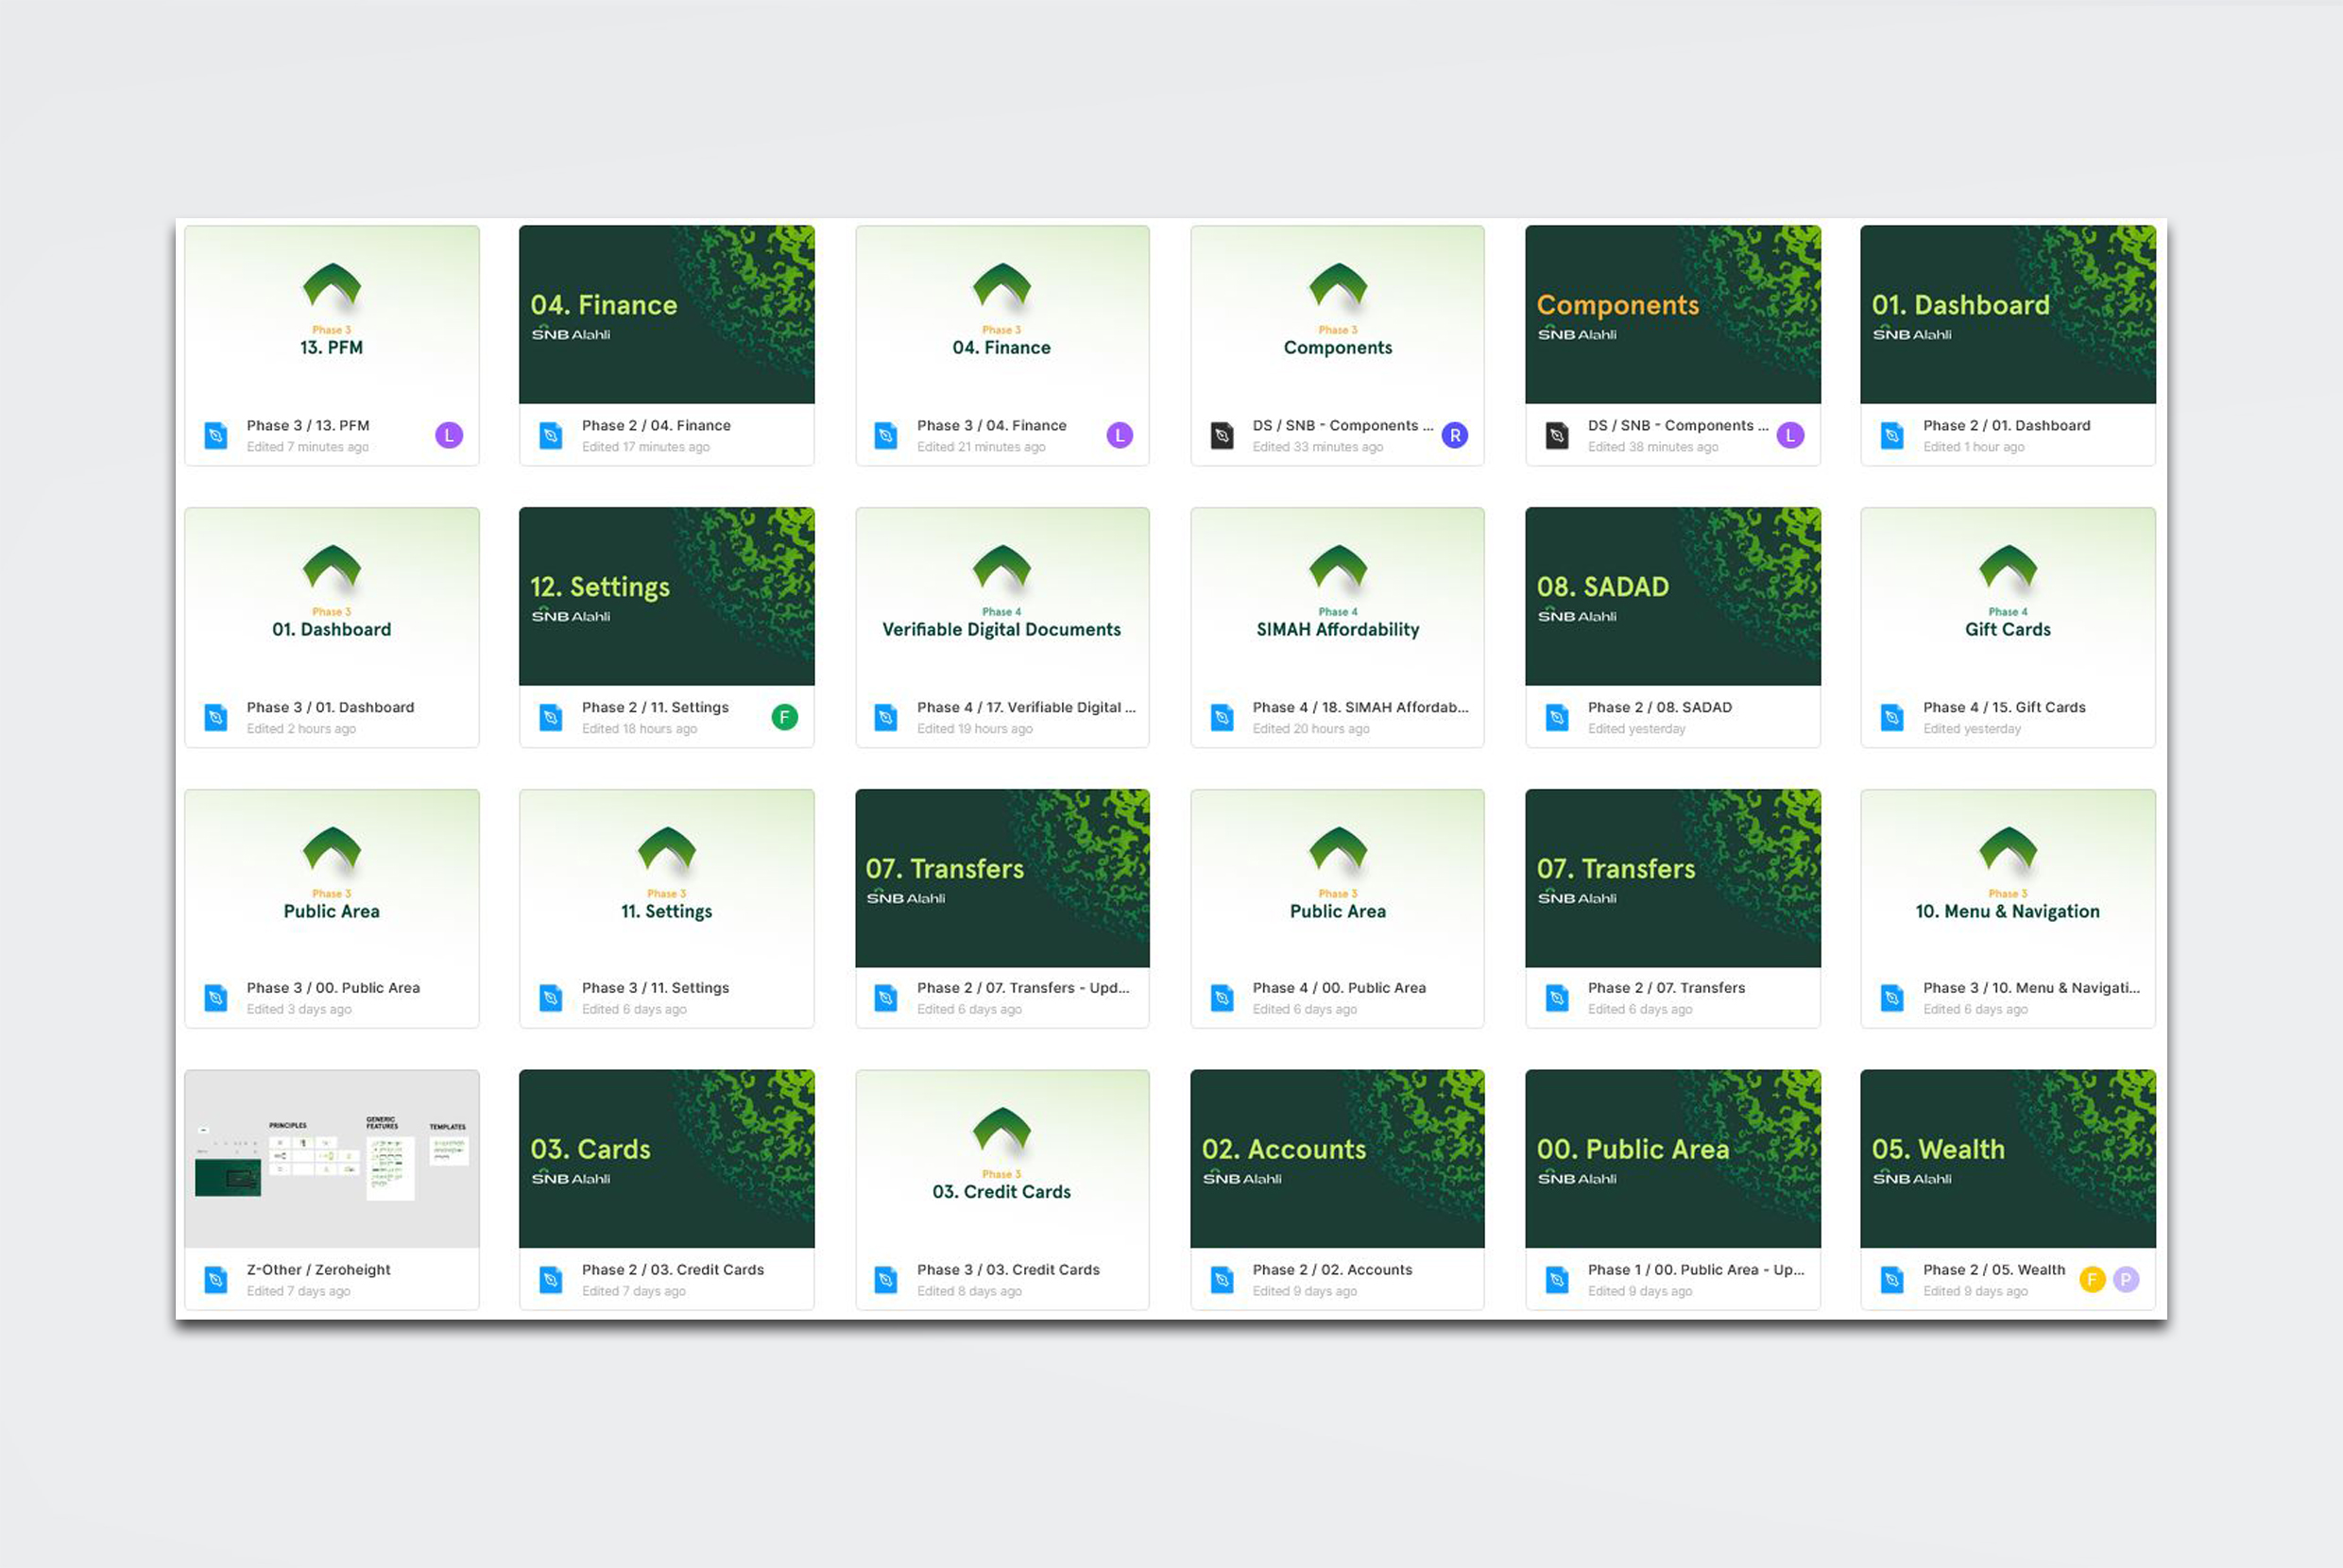 Phase 3
13. PFM
Phase 3 / 13. PFM
Edited 7 minutes ago
L
04. Finance
SNB Alahli
Phase 2 / 04. Finance
Edited 17 minutes ago
Phase 3
04. Finance
Phase 3 / 04. Finance
Edited 21 minutes ago
L
Phase 3
Components
DS / SNB - Components ...
Edited 33 minutes ago
R
Components
SNB Alahli
DS / SNB - Components ...
Edited 38 minutes ago
L
01. Dashboard
SNB Alahli
Phase 2 / 01. Dashboard
Edited 1 hour ago
Phase 3
01. Dashboard
Phase 3 / 01. Dashboard
Edited 2 hours ago
12. Settings
SNB Alahli
Phase 2 / 11. Settings
Edited 18 hours ago
F
Phase 4
Verifiable Digital Documents
Phase 4 / 17. Verifiable Digital ...
Edited 19 hours ago
Phase 4
SIMAH Affordability
Phase 4 / 18. SIMAH Affordab...
Edited 20 hours ago
08. SADAD
SNB Alahli
Phase 2 / 08. SADAD
Edited yesterday
Phase 4
Gift Cards
Phase 4 / 15. Gift Cards
Edited yesterday
Phase 3
Public Area
Phase 3 / 00. Public Area
Edited 3 days ago
Phase 3
11. Settings
Phase 3 / 11. Settings
Edited 6 days ago
07. Transfers
SNB Alahli
Phase 2 / 07. Transfers - Upd...
Edited 6 days ago
Phase 3
Public Area
Phase 4 / 00. Public Area
Edited 6 days ago
07. Transfers
SNB Alahli
Phase 2 / 07. Transfers
Edited 6 days ago
Phase 3
10. Menu & Navigation
Phase 3 / 10. Menu & Navigati...
Edited 6 days ago
PRINCIPLES
GENERIC
FEATURES
TEMPLATES
Z-Other / Zeroheight
Edited 7 days ago
03. Cards
SNB Alahli
Phase 2 / 03. Credit Cards
Edited 7 days ago
Phase 3
03. Credit Cards
Phase 3 / 03. Credit Cards
Edited 8 days ago
02. Accounts
SNB Alahli
Phase 2 / 02. Accounts
Edited 9 days ago
00. Public Area
SNB Alahli
Phase 1 / 00. Public Area - Up...
Edited 9 days ago
05. Wealth
SNB Alahli
Phase 2 / 05. Wealth
Edited 9 days ago
F P